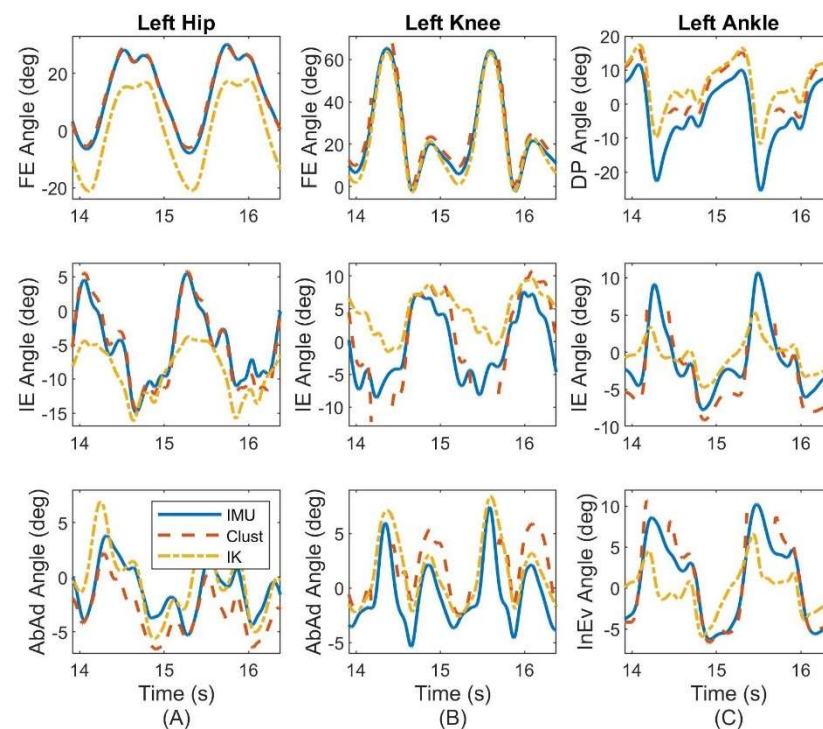 Left Hip
Left Knee
Left Ankle
FE Angle (deg)
20
0
-20
14 15 16
FE Angle (deg)
60
40
20
0
14 15 16
DP Angle (deg)
20
10
0
-10
-20
14 15 16
IE Angle (deg)
5
0
-5
-10
-15
14 15 16
IE Angle (deg)
10
5
0
-5
-10
14 15 16
IE Angle (deg)
10
5
0
-5
-10
14 15 16
AbAd Angle (deg)
5
0
-5
14 15 16
IMU
Clust
IK
Time (s)
(A)
AbAd Angle (deg)
5
0
-5
14 15 16
Time (s)
(B)
InEv Angle (deg)
10
5
0
-5
14 15 16
Time (s)
(C)